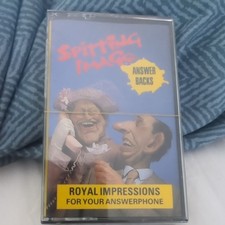 SPITTING
IMAGE
ANSWER
BACKS
ROYAL IMPRESSIONS
FOR YOUR ANSWERPHONE